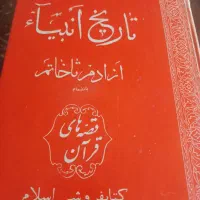 تاریخ انبیاء
از آدم تا خاتم
قصه های
قرآن
کتابفروشی اسلام